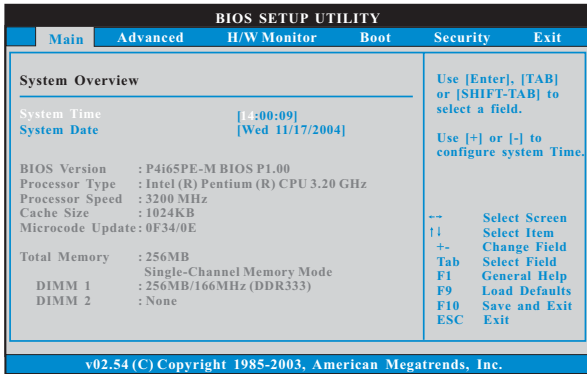 BIOS SETUP UTILITY
Main Advanced H/W Monitor Boot Security Exit
System Overview
System Time [14:00:09]
System Date [Wed 11/17/2004]
BIOS Version : P4i65PE-M BIOS P1.00
Processor Type : Intel (R) Pentium (R) CPU 3.20 GHz
Processor Speed : 3200 MHz
Cache Size : 1024KB
Microcode Update : 0F34/0E
Total Memory : 256MB
Single-Channel Memory Mode
DIMM 1 : 256MB/166MHz (DDR333)
DIMM 2 : None
Use [Enter], [TAB]
or [SHIFT-TAB] to
select a field.
Use [+] or [-] to
configure system Time.
←→ Select Screen
↑↓ Select Item
+- Change Field
Tab Select Field
F1 General Help
F9 Load Defaults
F10 Save and Exit
ESC Exit
v02.54 (C) Copyright 1985-2003, American Megatrends, Inc.